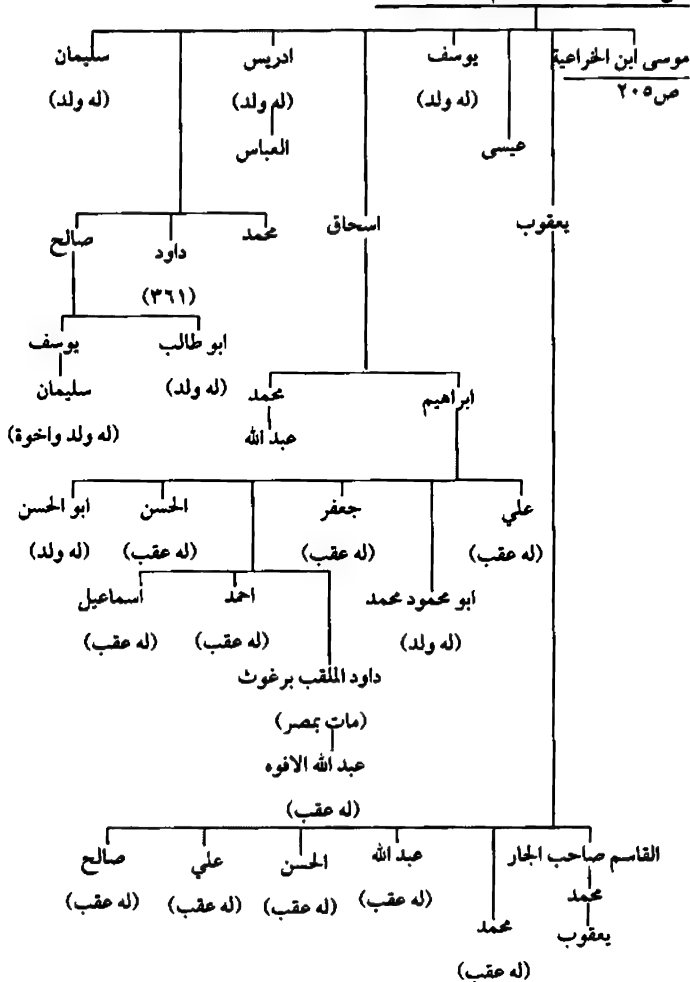 موسى ابن الخراعية
ص٢٠٥
يوسف
(له ولد)
ادريس
(له ولد)
سليمان
(له ولد)
عيسى
العباس
يعقوب
اسحاق
محمد
داود
(٣٦١)
صالح
ابو طالب
(له ولد)
يوسف
سليمان
(له ولد واخوة)
ابراهيم
محمد
عبد الله
علي
(له عقب)
جعفر
(له عقب)
الحسن
(له عقب)
ابو الحسن
(له ولد)
ابو محمود محمد
(له ولد)
احمد
(له عقب)
اسماعيل
(له عقب)
داود الملقب برغوث
(مات بمصر)
عبد الله الافوه
(له عقب)
القاسم صاحب الجار
محمد
يعقوب
محمد
(له عقب)
عبد الله
(له عقب)
الحسن
(له عقب)
علي
(له عقب)
صالح
(له عقب)